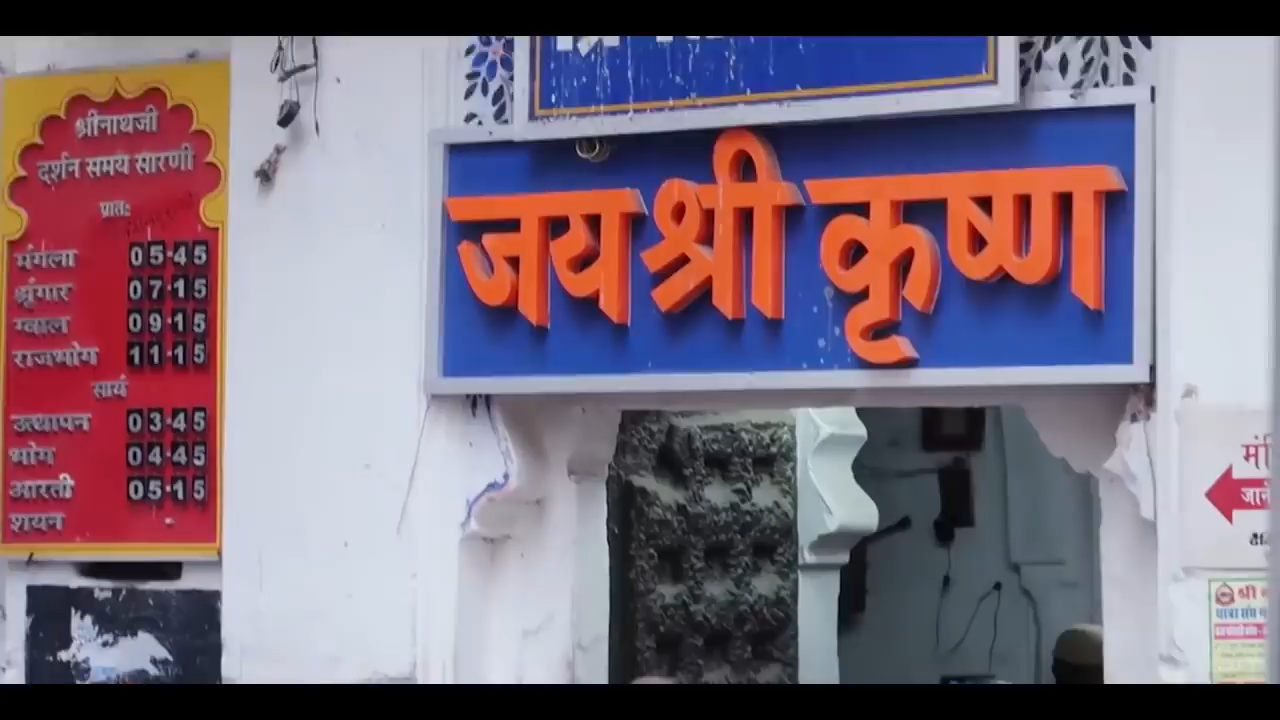 श्रीनाथजी
दर्शन समय सारणी
प्रातः
मंगला 05:45
श्रृंगार 07:15
ग्वाल 09:15
राजभोग 11:15
सायं
उत्थापन 03:45
भोग 04:45
आरती 05:15
शयन
जय श्री कृष्ण
श्री